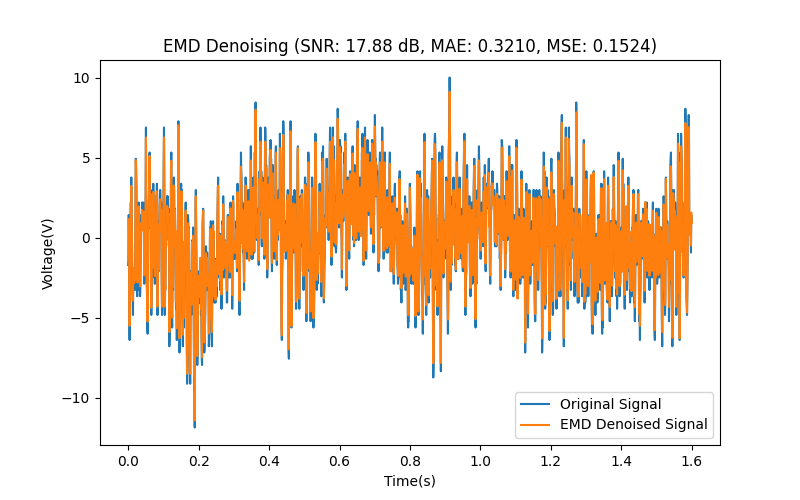 EMD Denoising (SNR: 17.88 dB, MAE: 0.3210, MSE: 0.1524)
10
5
0
−5
−10
Voltage(V)
0.0 0.2 0.4 0.6 0.8 1.0 1.2 1.4 1.6
Time(s)
Original Signal
EMD Denoised Signal